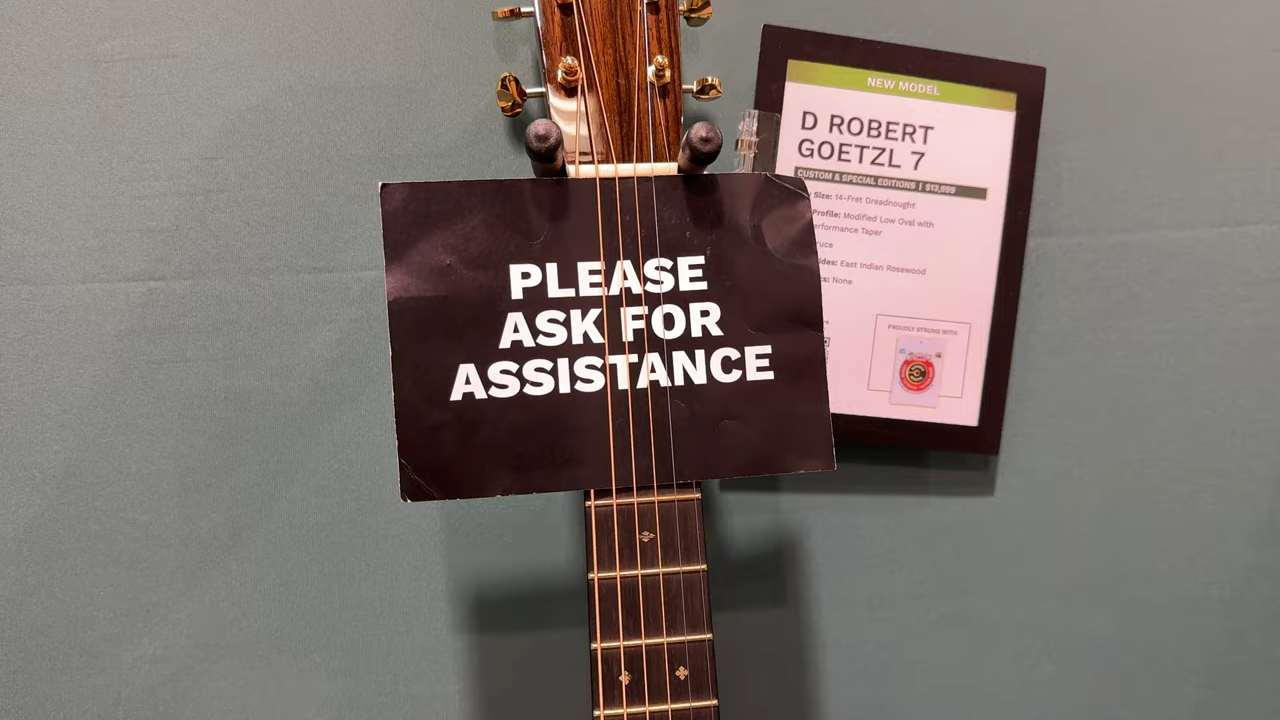 PLEASE
ASK FOR
ASSISTANCE
NEW MODEL
D ROBERT
GOETZL 7
CUSTOM & SPECIAL EDITIONS | $13,999
Size: 14-Fret Dreadnought
Profile: Modified Low Oval with
erformance Taper
ruce
ides: East Indian Rosewood
cs: None
PROUDLY STRUNG WITH